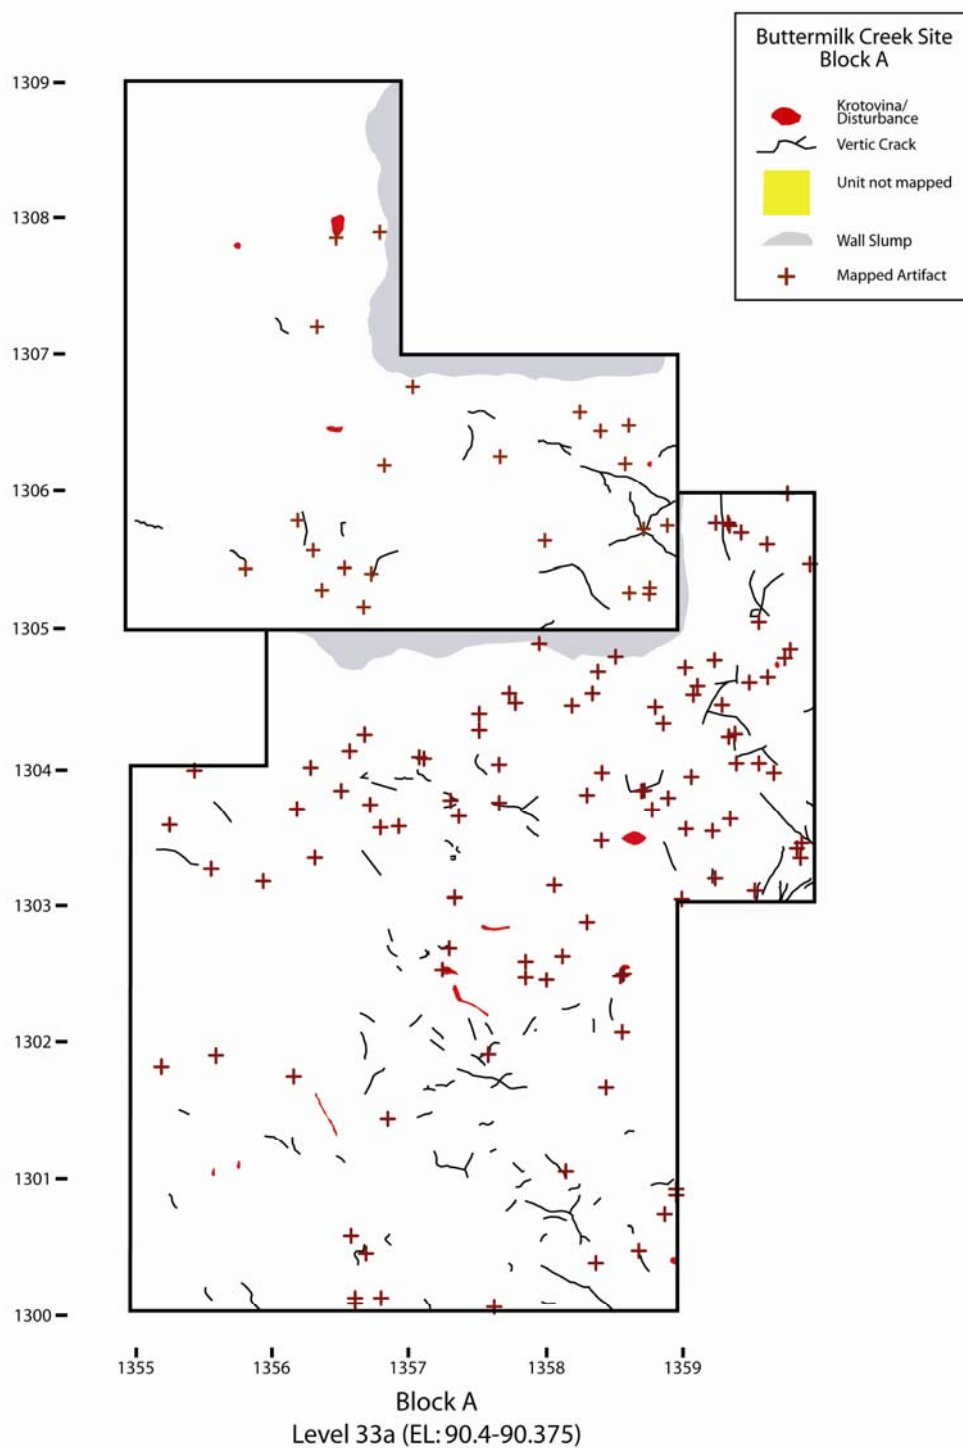 Buttermilk Creek Site
Block A
Krotovina/
Disturbance
Vertic Crack
Unit not mapped
Wall Slump
Mapped Artifact
1309
1308
1307
1306
1305
1304
1303
1302
1301
1300
1355
1356
1357
1358
1359
Block A
Level 33a (EL: 90.4-90.375)